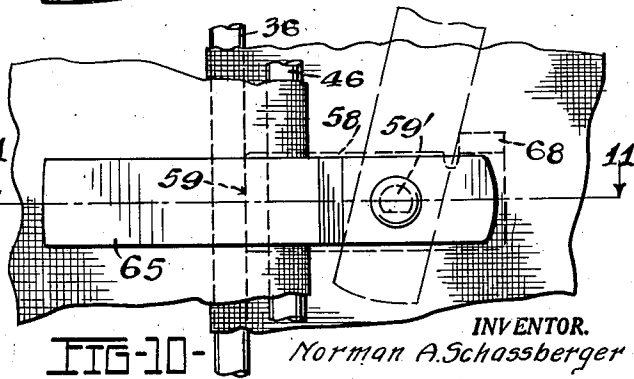 36
46
58
59'
68
11
59
65
INVENTOR.
FIG-10-
Norman A. Schassberger